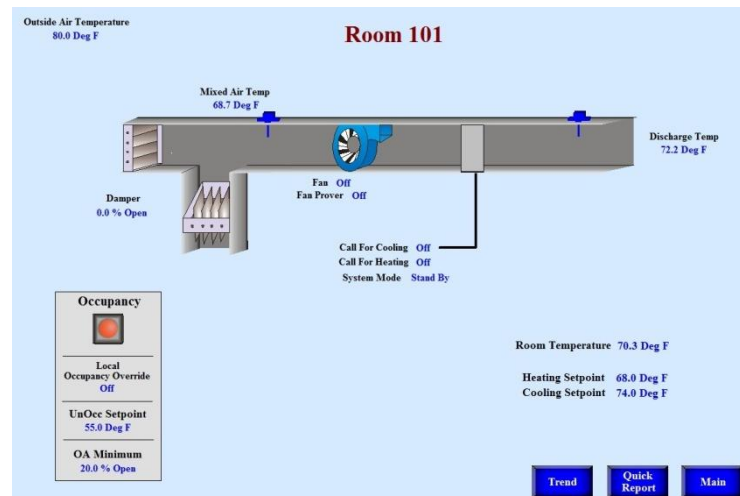 Outside Air Temperature
80.0 Deg F
Room 101
Mixed Air Temp
68.7 Deg F
Discharge Temp
72.2 Deg F
Damper
0.0 % Open
Fan Off
Fan Prover Off
Call For Cooling Off
Call For Heating Off
System Mode Stand By
Occupancy
Local
Occupancy Override
Off
UnOcc Setpoint
55.0 Deg F
OA Minimum
20.0 % Open
Room Temperature 70.3 Deg F
Heating Setpoint 68.0 Deg F
Cooling Setpoint 74.0 Deg F
Trend
Quick
Report
Main